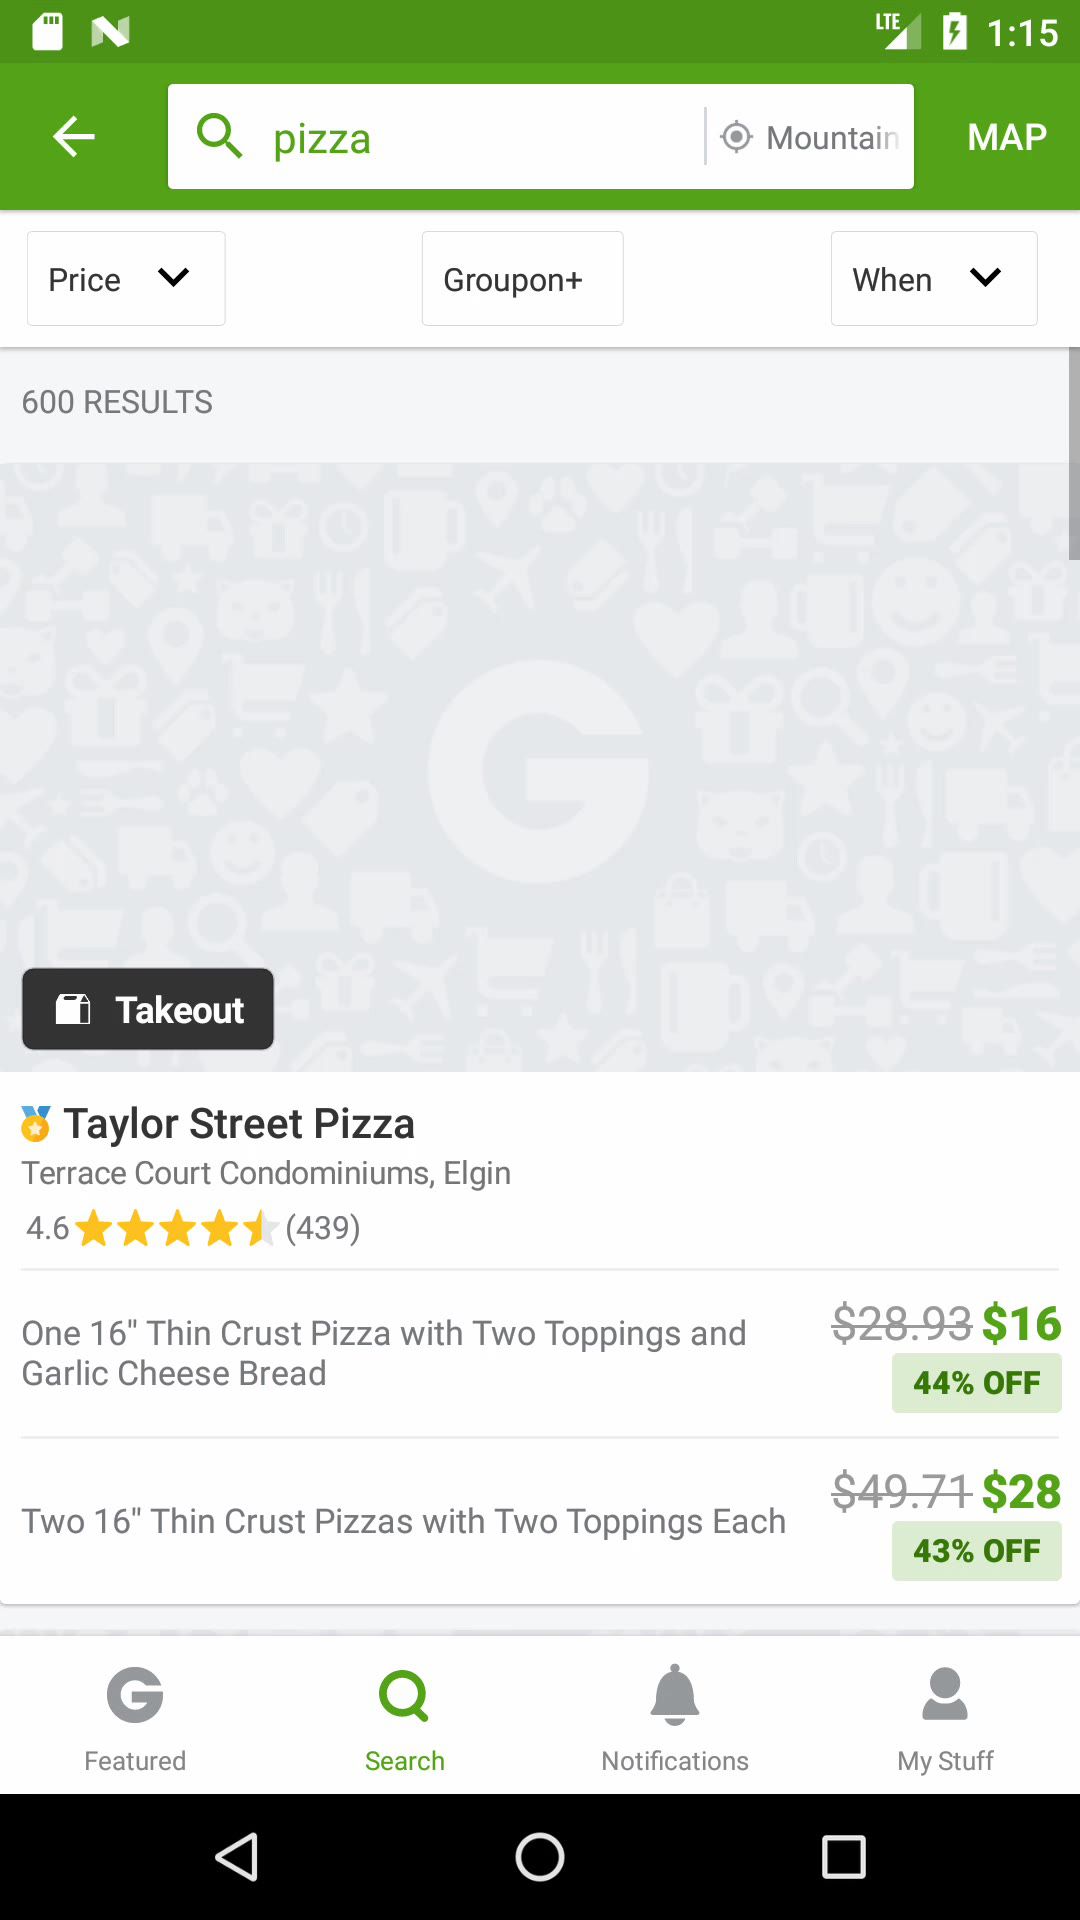 LTE 1:15
pizza Mountain MAP
Price Groupon+ When
600 RESULTS
G
Takeout
Taylor Street Pizza
Terrace Court Condominiums, Elgin
4.6 (439)
One 16" Thin Crust Pizza with Two Toppings and
Garlic Cheese Bread
$28.93 $16
44% OFF
Two 16" Thin Crust Pizzas with Two Toppings Each
$49.71 $28
43% OFF
Featured Search Notifications My Stuff